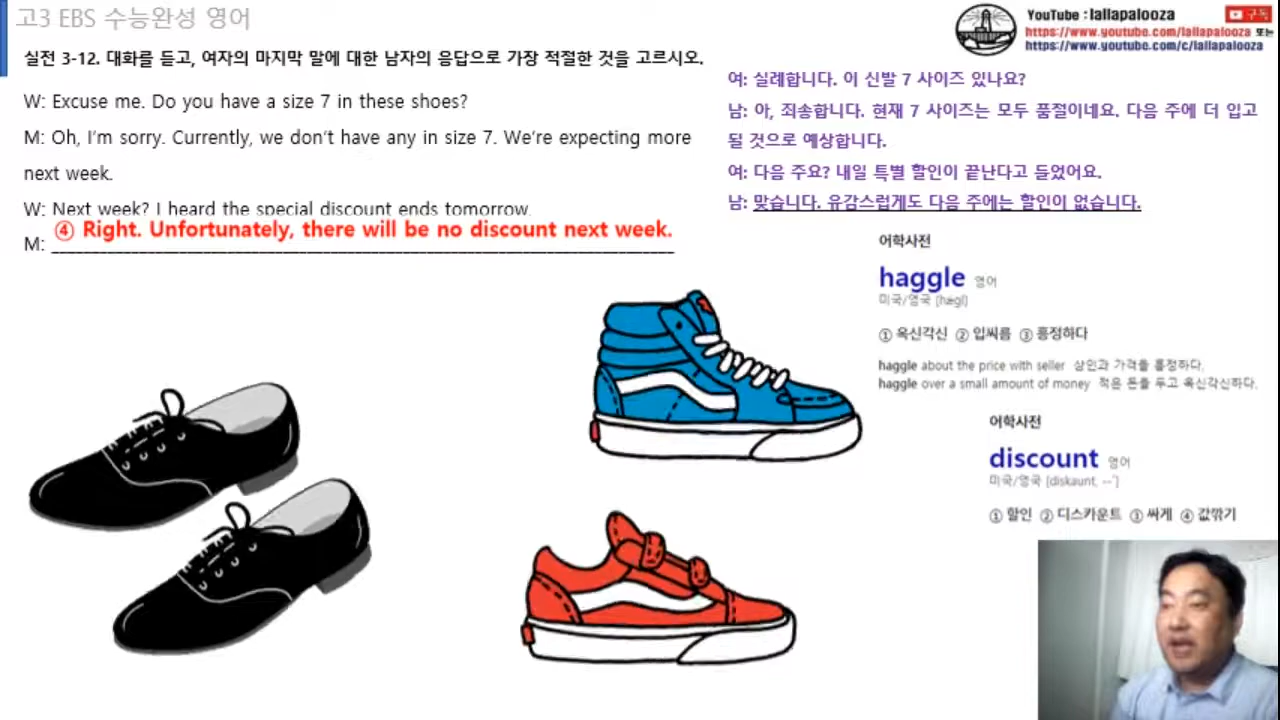 고3 EBS 수능완성 영어
YouTube : lallapalooza
구독
https://www.youtube.com/lallapalooza 또는
https://www.youtube.com/c/lallapalooza
실전 3-12. 대화를 듣고, 여자의 마지막 말에 대한 남자의 응답으로 가장 적절한 것을 고르시오.
W: Excuse me. Do you have a size 7 in these shoes?
M: Oh, I'm sorry. Currently, we don't have any in size 7. We're expecting more
next week.
W: Next week? I heard the special discount ends tomorrow.
④ Right. Unfortunately, there will be no discount next week.
M:
여: 실례합니다. 이 신발 7 사이즈 있나요?
남: 아, 죄송합니다. 현재 7 사이즈는 모두 품절이네요. 다음 주에 더 입고
될 것으로 예상합니다.
여: 다음 주요? 내일 특별 할인이 끝난다고 들었어요.
남: 맞습니다. 유감스럽게도 다음 주에는 할인이 없습니다.
어학사전
haggle 영어
미국/영국 [hægl]
① 옥신각신 ② 입씨름 ③ 흥정하다
haggle about the price with seller 상인과 가격을 흥정하다.
haggle over a small amount of money 적은 돈을 두고 옥신각신하다.
어학사전
discount 영어
미국/영국 [diskaunt, --´]
① 할인 ② 디스카운트 ③ 싸게 ④ 값깎기